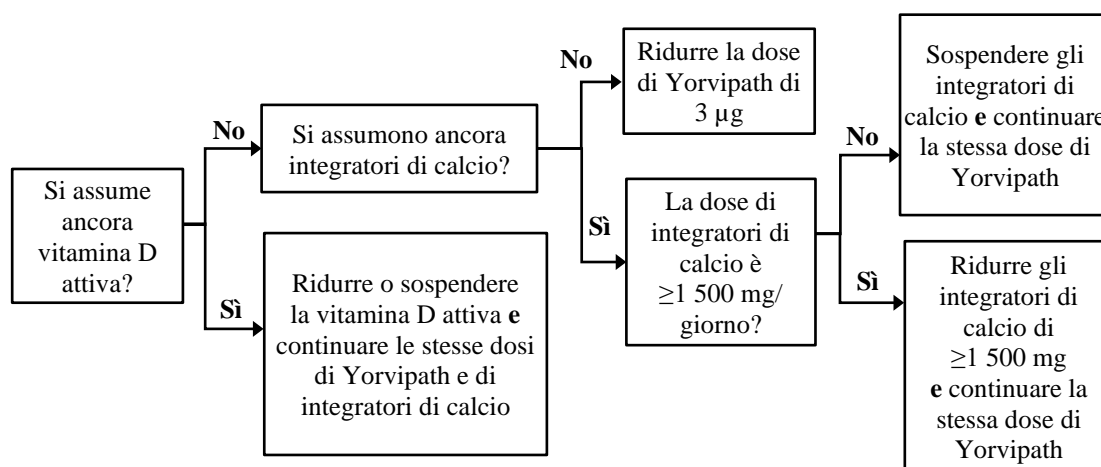 Si assume
ancora
vitamina D
attiva?
No
Si assumono ancora
integratori di calcio?
Sì
Ridurre o sospendere
la vitamina D attiva e
continuare le stesse dosi
di Yorvipath e di
integratori di calcio
No
Ridurre la dose
di Yorvipath di
3 µg
Sì
La dose di
integratori di
calcio è
≥1 500 mg/
giorno?
No
Sospendere gli
integratori di
calcio e continuare
la stessa dose di
Yorvipath
Sì
Ridurre gli
integratori di
calcio di
≥1 500 mg
e continuare la
stessa dose di
Yorvipath